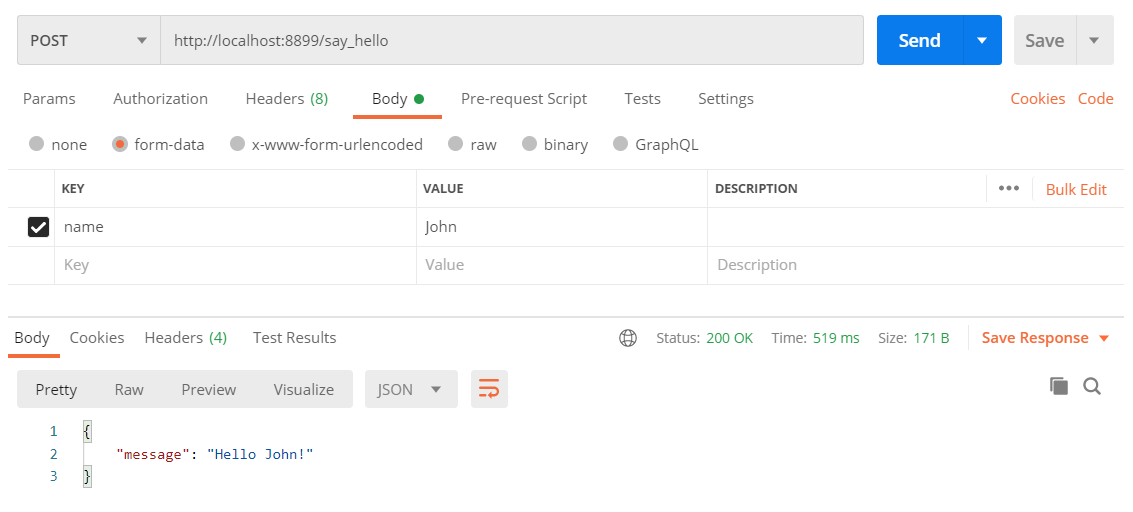 POST http://localhost:8899/say_hello Send Save
Params Authorization Headers (8) Body Pre-request Script Tests Settings Cookies Code
none form-data x-www-form-urlencoded raw binary GraphQL
KEY VALUE DESCRIPTION ••• Bulk Edit
name John
Key Value Description
Body Cookies Headers (4) Test Results Status: 200 OK Time: 519 ms Size: 171 B Save Response
Pretty Raw Preview Visualize JSON
1 {
2 "message": "Hello John!"
3 }